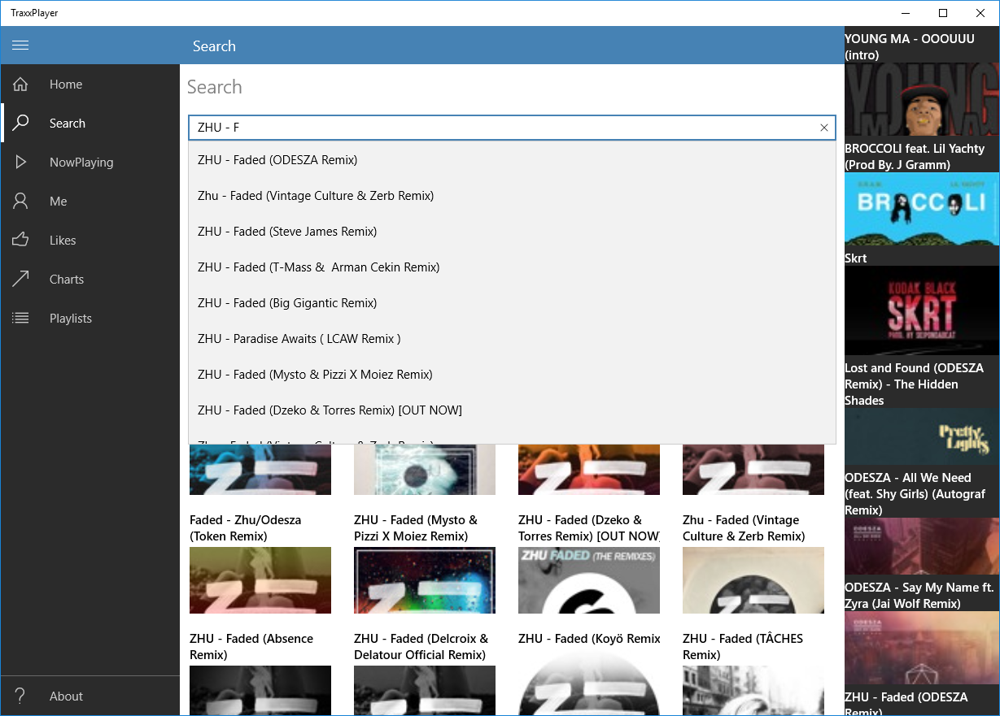 TraxxPlayer
Search
Home
Search
NowPlaying
Me
Likes
Charts
Playlists
About
Search
ZHU - F
ZHU - Faded (ODESZA Remix)
Zhu - Faded (Vintage Culture & Zerb Remix)
ZHU - Faded (Steve James Remix)
ZHU - Faded (T-Mass &  Arman Cekin Remix)
ZHU - Faded (Big Gigantic Remix)
ZHU - Paradise Awaits ( LCAW Remix )
ZHU - Faded (Mysto & Pizzi X Moiez Remix)
ZHU - Faded (Dzeko & Torres Remix) [OUT NOW]
Faded - Zhu/Odesza
(Token Remix)
ZHU - Faded (Mysto &
Pizzi X Moiez Remix)
ZHU - Faded (Dzeko &
Torres Remix) [OUT NOW]
Zhu - Faded (Vintage
Culture & Zerb Remix)
ZHU FADED (THE REMIXES)
ZHU - Faded (Absence
Remix)
ZHU - Faded (Delcroix &
Delatour Official Remix)
ZHU - Faded (Koyö Remix
ZHU - Faded (TÂCHES
Remix)
YOUNG MA - OOOUUU
(intro)
YOUNG
MA
BROCCOLI feat. Lil Yachty
(Prod By. J Gramm)
BROCCOLI
Skrt
KODAK BLACK
SKRT
Lost and Found (ODESZA
Remix) - The Hidden
Shades
Pretty
Lights
ODESZA - All We Need
(feat. Shy Girls) (Autograf
Remix)
ODESZA
ODESZA - Say My Name ft.
Zyra (Jai Wolf Remix)
ODESZA
ZHU - Faded (ODESZA
Remix)